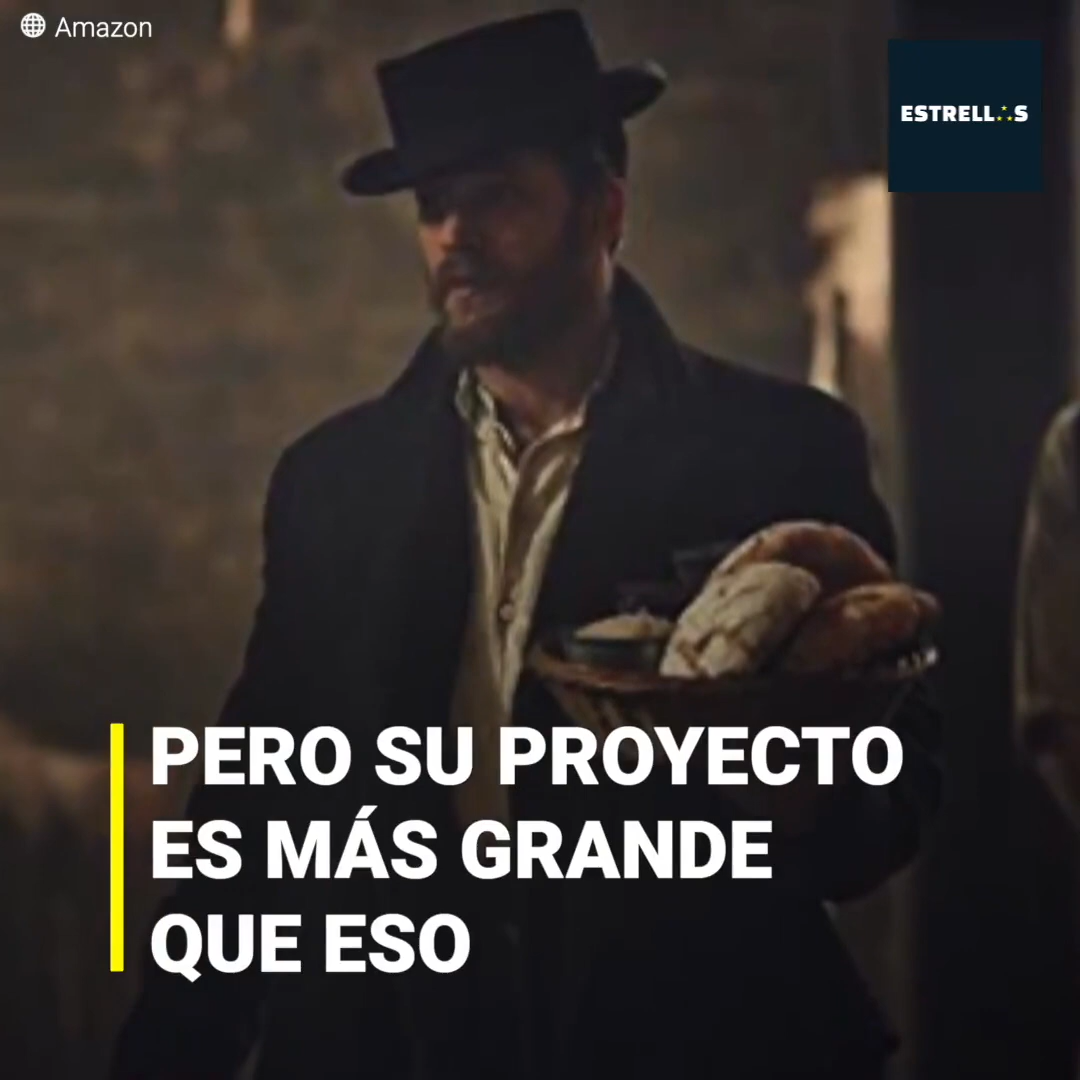 Amazon
ESTRELLAS
PERO SU PROYECTO
ES MÁS GRANDE
QUE ESO